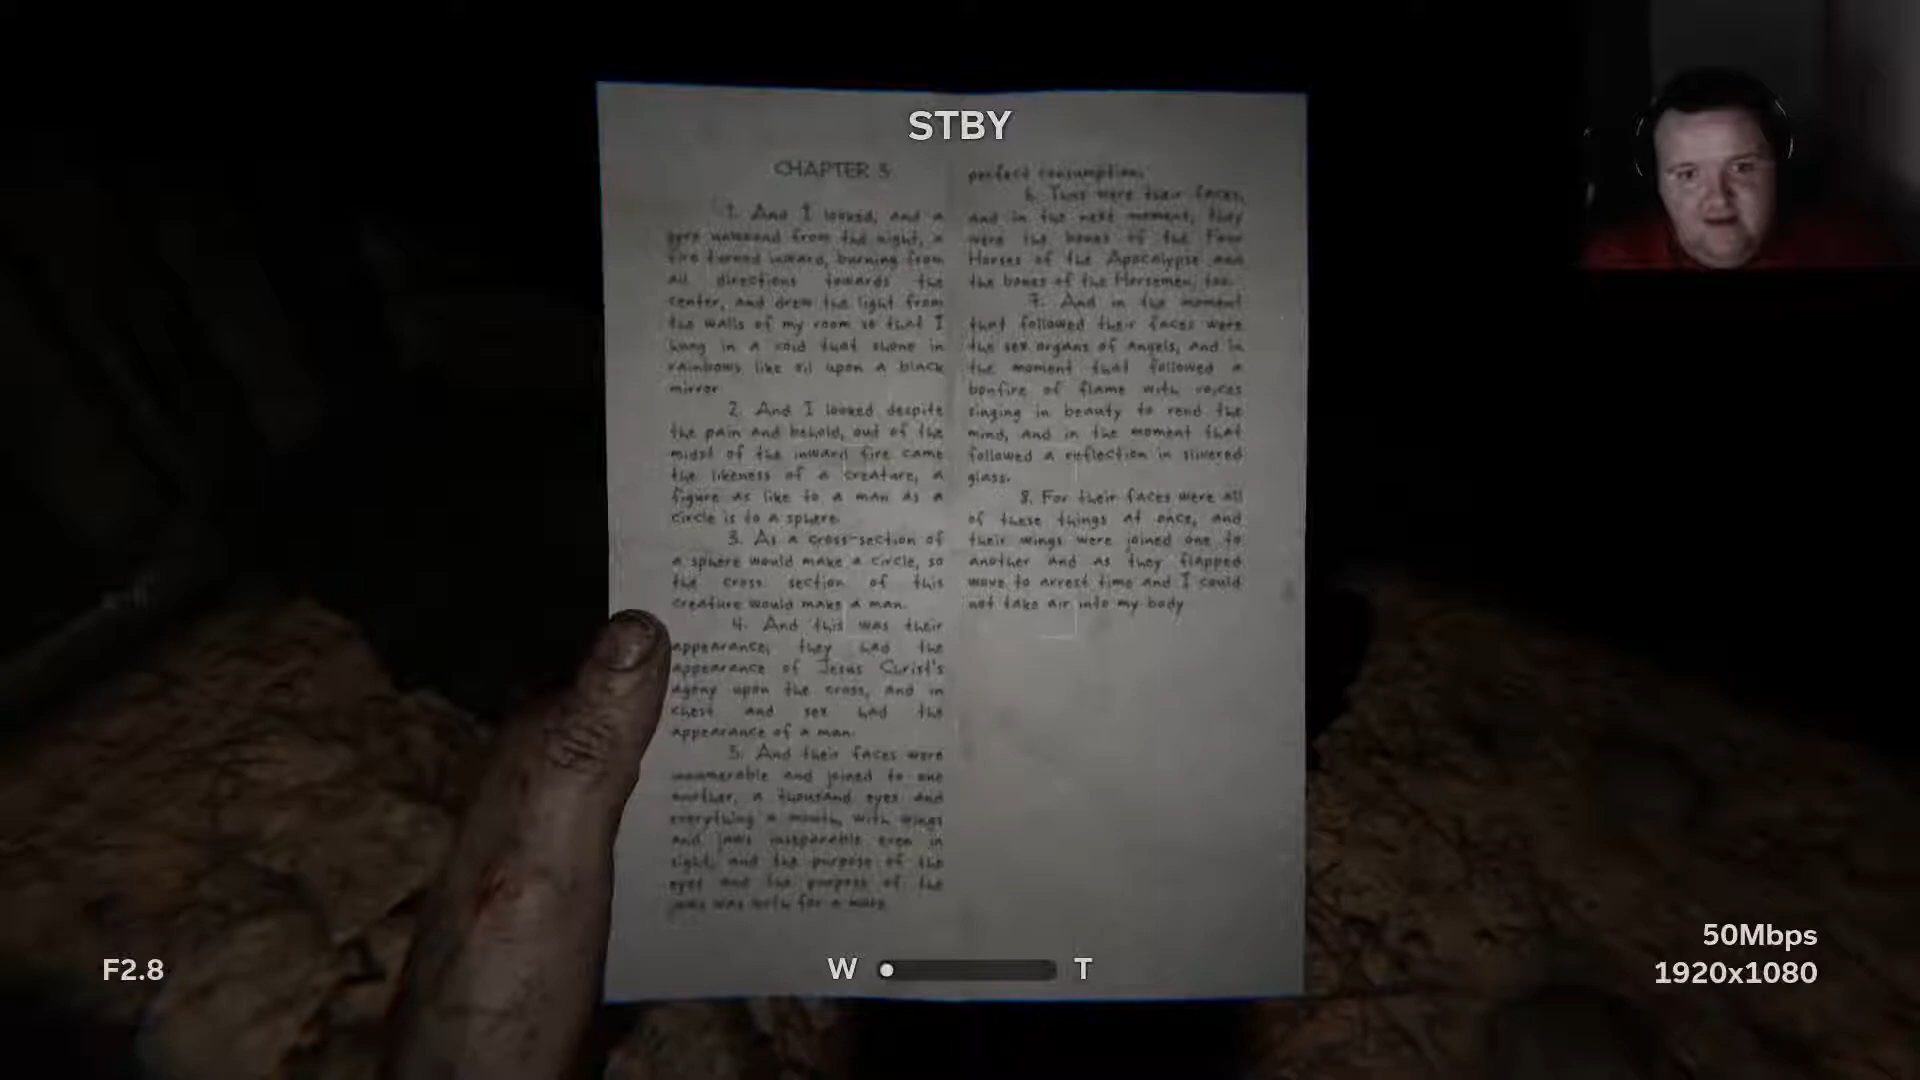 STBY
CHAPTER 3
1. And I looked, and a
gyre unwound from the night, a
fire turned inward, burning from
all directions towards the
center, and drew the light from
the walls of my room so that I
hung in a void that shone in
rainbows like oil upon a black
mirror.
2. And I looked despite
the pain and behold, out of the
midst of the inward fire came
the likeness of a creature, a
figure as like to a man as a
circle is to a sphere.
3. As a cross-section of
a sphere would make a circle, so
the cross section of this
creature would make a man.
4. And this was their
appearance; they had the
appearance of Jesus Curist's
agony upon the cross, and in
chest and sex had the
appearance of a man.
5. And their faces were
innumerable and joined to one
another, a thousand eyes and
everything a mouth, with wings
and jaws inseparable even in
sight, and the purpose of the
eyes and the purpose of the
jaws was both for a more
perfect consumption.
6. Thus were their faces,
and in the next moment, they
were the bones of the Four
Horses of the Apocalypse and
the bones of the Horsemen, too.
7. And in the moment
that followed their faces were
the sex organs of Angels, and in
the moment that followed a
bonfire of flame with voices
singing in beauty to rend the
mind, and in the moment that
followed a reflection in slivered
glass.
8. For their faces were all
of these things at once, and
their wings were joined one to
another and as they flapped
wove to arrest time and I could
not take air into my body
F2.8
W T
50Mbps
1920x1080